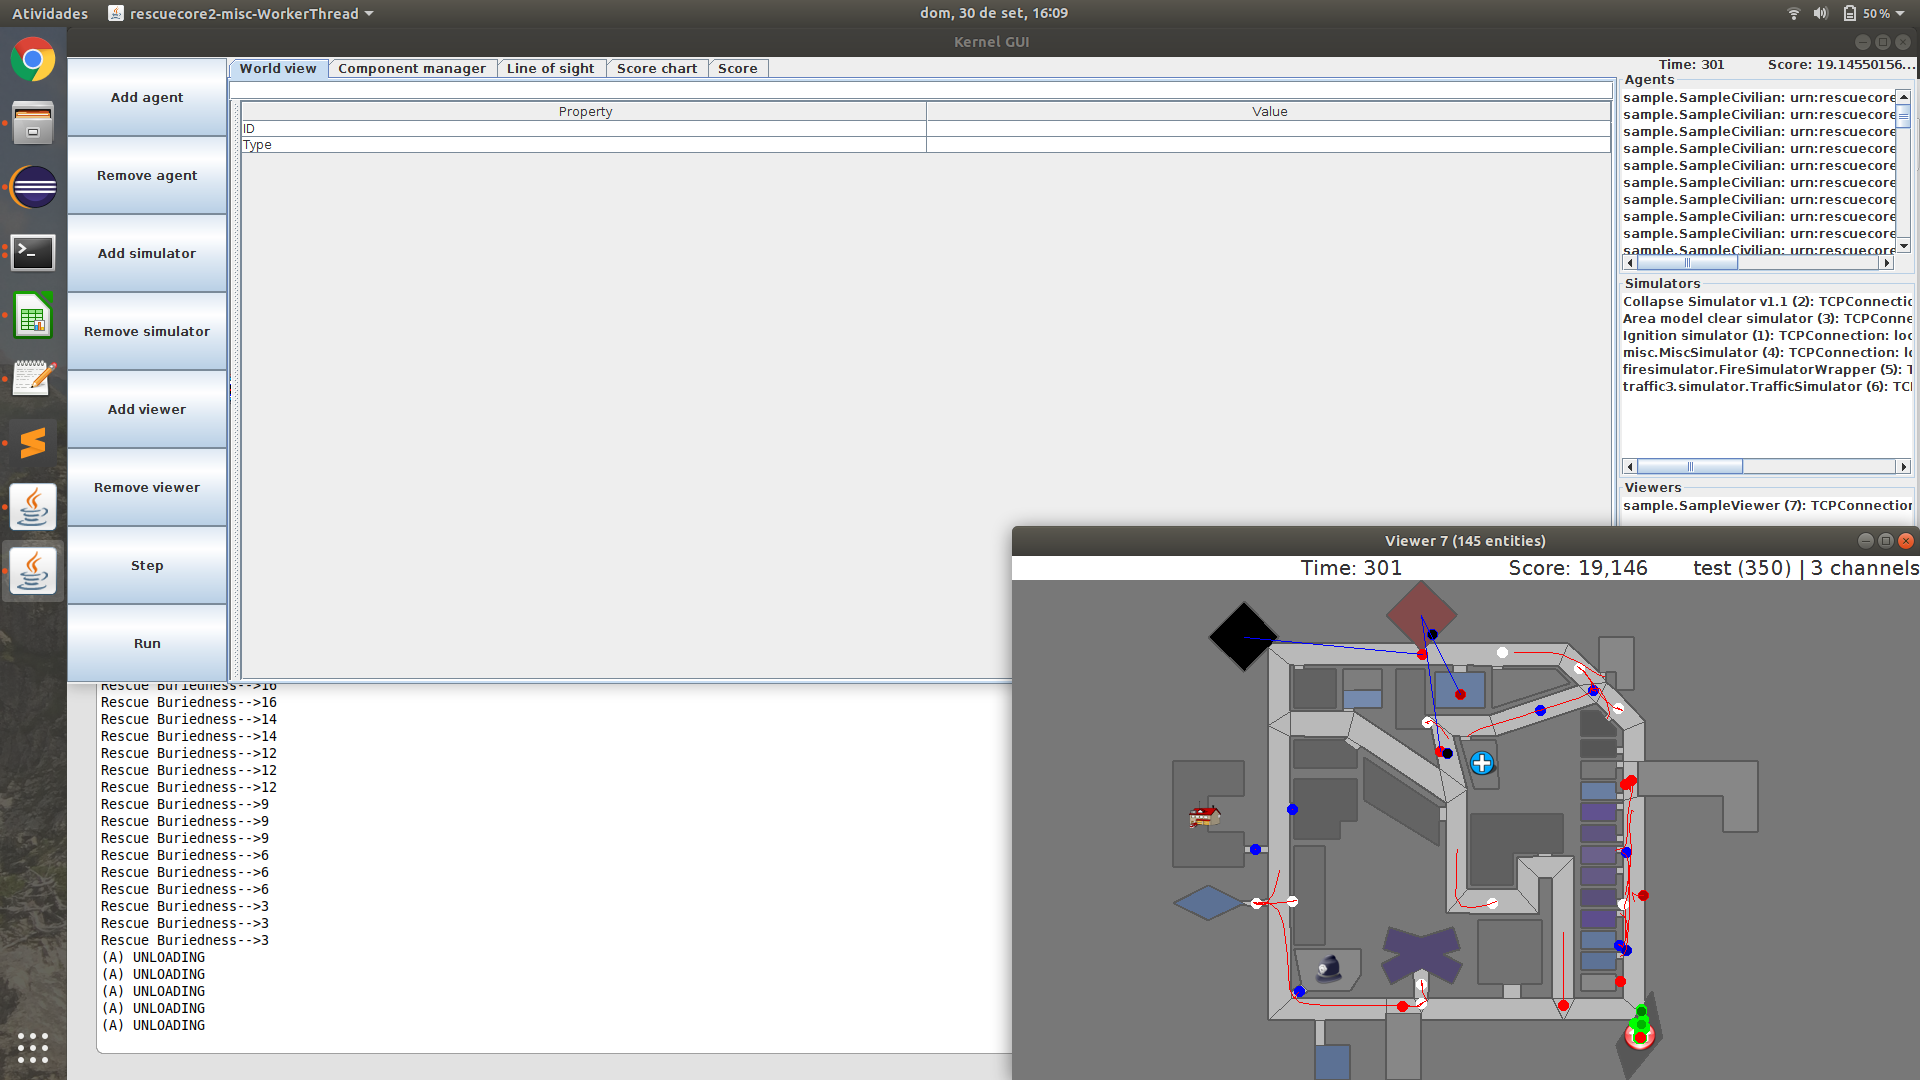 Atividades
rescuecore2-misc-WorkerThread
dom, 30 de set, 16:09
50 %
Kernel GUI
Add agent
Remove agent
Add simulator
Remove simulator
Add viewer
Remove viewer
Step
Run
World view
Component manager
Line of sight
Score chart
Score
Property
Value
ID
Type
Time: 301
Score: 19.14550156...
Agents
sample.SampleCivilian: urn:rescuecore
sample.SampleCivilian: urn:rescuecore
sample.SampleCivilian: urn:rescuecore
sample.SampleCivilian: urn:rescuecore
sample.SampleCivilian: urn:rescuecore
sample.SampleCivilian: urn:rescuecore
sample.SampleCivilian: urn:rescuecore
sample.SampleCivilian: urn:rescuecore
sample.SampleCivilian: urn:rescuecore
sample.SampleCivilian: urn:rescuecore
Simulators
Collapse Simulator v1.1 (2): TCPConnectio
Area model clear simulator (3): TCPConne
Ignition simulator (1): TCPConnection: loc
misc.MiscSimulator (4): TCPConnection: l
firesimulator.FireSimulatorWrapper (5): T
traffic3.simulator.TrafficSimulator (6): TC
Viewers
sample.SampleViewer (7): TCPConnection
Viewer 7 (145 entities)
Time: 301
Score: 19,146
test (350) | 3 channels
Rescue Buriedness-->16
Rescue Buriedness-->16
Rescue Buriedness-->14
Rescue Buriedness-->14
Rescue Buriedness-->12
Rescue Buriedness-->12
Rescue Buriedness-->12
Rescue Buriedness-->9
Rescue Buriedness-->9
Rescue Buriedness-->9
Rescue Buriedness-->6
Rescue Buriedness-->6
Rescue Buriedness-->6
Rescue Buriedness-->3
Rescue Buriedness-->3
Rescue Buriedness-->3
(A) UNLOADING
(A) UNLOADING
(A) UNLOADING
(A) UNLOADING
(A) UNLOADING